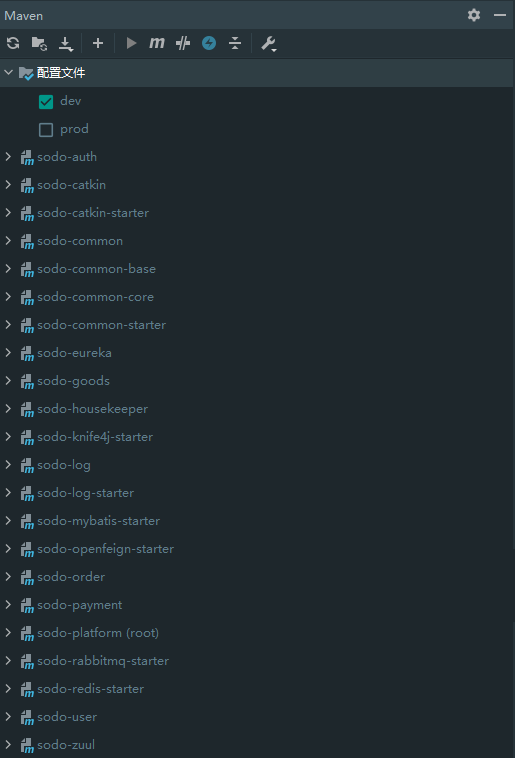 Maven
配置文件
dev
prod
sodo-auth
sodo-catkin
sodo-catkin-starter
sodo-common
sodo-common-base
sodo-common-core
sodo-common-starter
sodo-eureka
sodo-goods
sodo-housekeeper
sodo-knife4j-starter
sodo-log
sodo-log-starter
sodo-mybatis-starter
sodo-openfeign-starter
sodo-order
sodo-payment
sodo-platform (root)
sodo-rabbitmq-starter
sodo-redis-starter
sodo-user
sodo-zuul